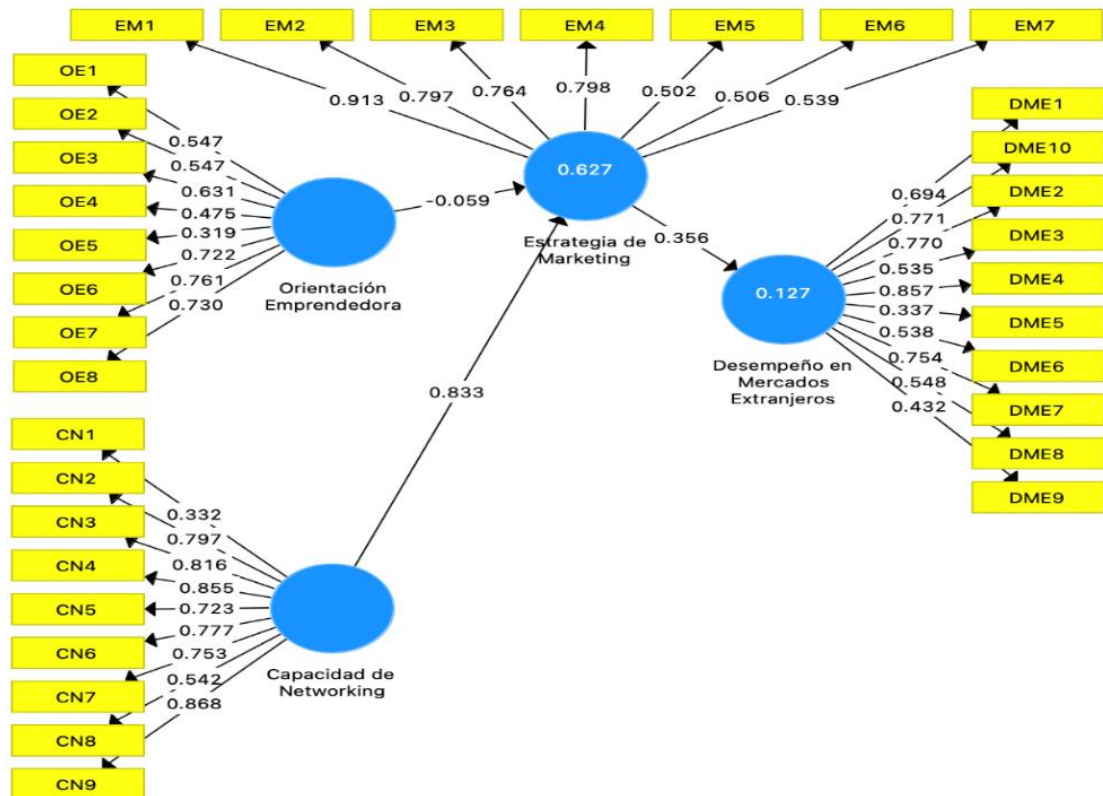 EM1
EM2
EM3
EM4
EM5
EM6
EM7
OE1
OE2
OE3
OE4
OE5
OE6
OE7
OE8
0.547
0.547
0.631
0.475
0.319
0.722
0.761
0.730
Orientación
Emprendedora
-0.059
0.913
0.797
0.764
0.798
0.502
0.506
0.539
0.627
Estrategia de
Marketing
0.356
0.127
Desempeño en
Mercados
Extranjeros
0.694
0.771
0.770
0.535
0.857
0.337
0.538
0.754
0.548
0.432
DME1
DME10
DME2
DME3
DME4
DME5
DME6
DME7
DME8
DME9
0.833
CN1
CN2
CN3
CN4
CN5
CN6
CN7
CN8
CN9
0.332
0.797
0.816
0.855
0.723
0.777
0.753
0.542
0.868
Capacidad de
Networking